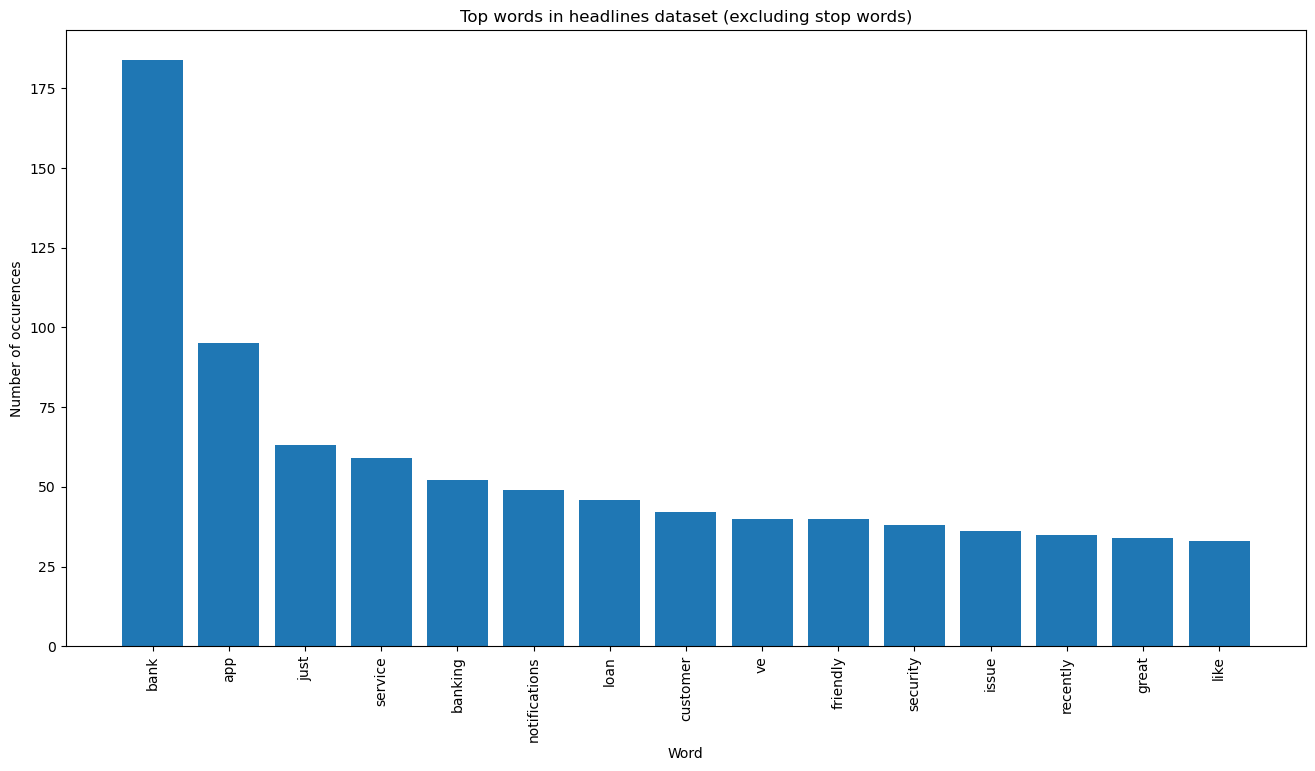 Top words in headlines dataset (excluding stop words)
Number of occurences
175
150
125
100
75
50
25
0
bank
app
just
service
banking
notifications
loan
customer
ve
friendly
security
issue
recently
great
like
Word